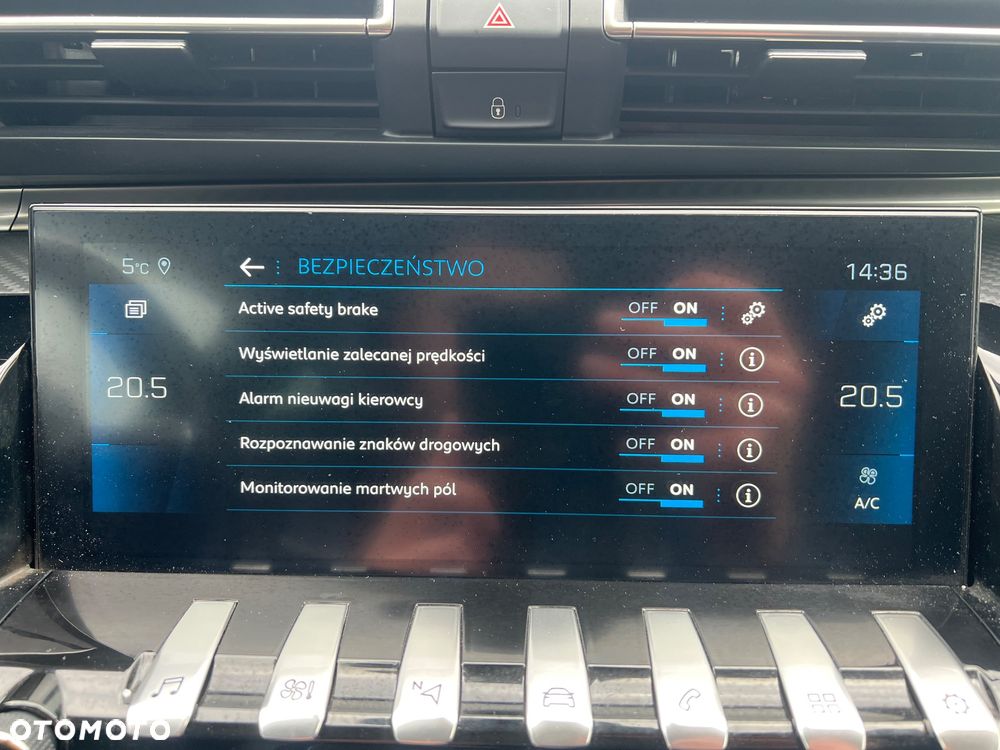 5°C
BEZPIECZEŃSTWO
14:36
Active safety brake OFF ON
Wyświetlanie zalecanej prędkości OFF ON
20.5
Alarm nieuwagi kierowcy OFF ON
20.5
Rozpoznawanie znaków drogowych OFF ON
Monitorowanie martwych pól OFF ON
A/C
N
OTOMOTO